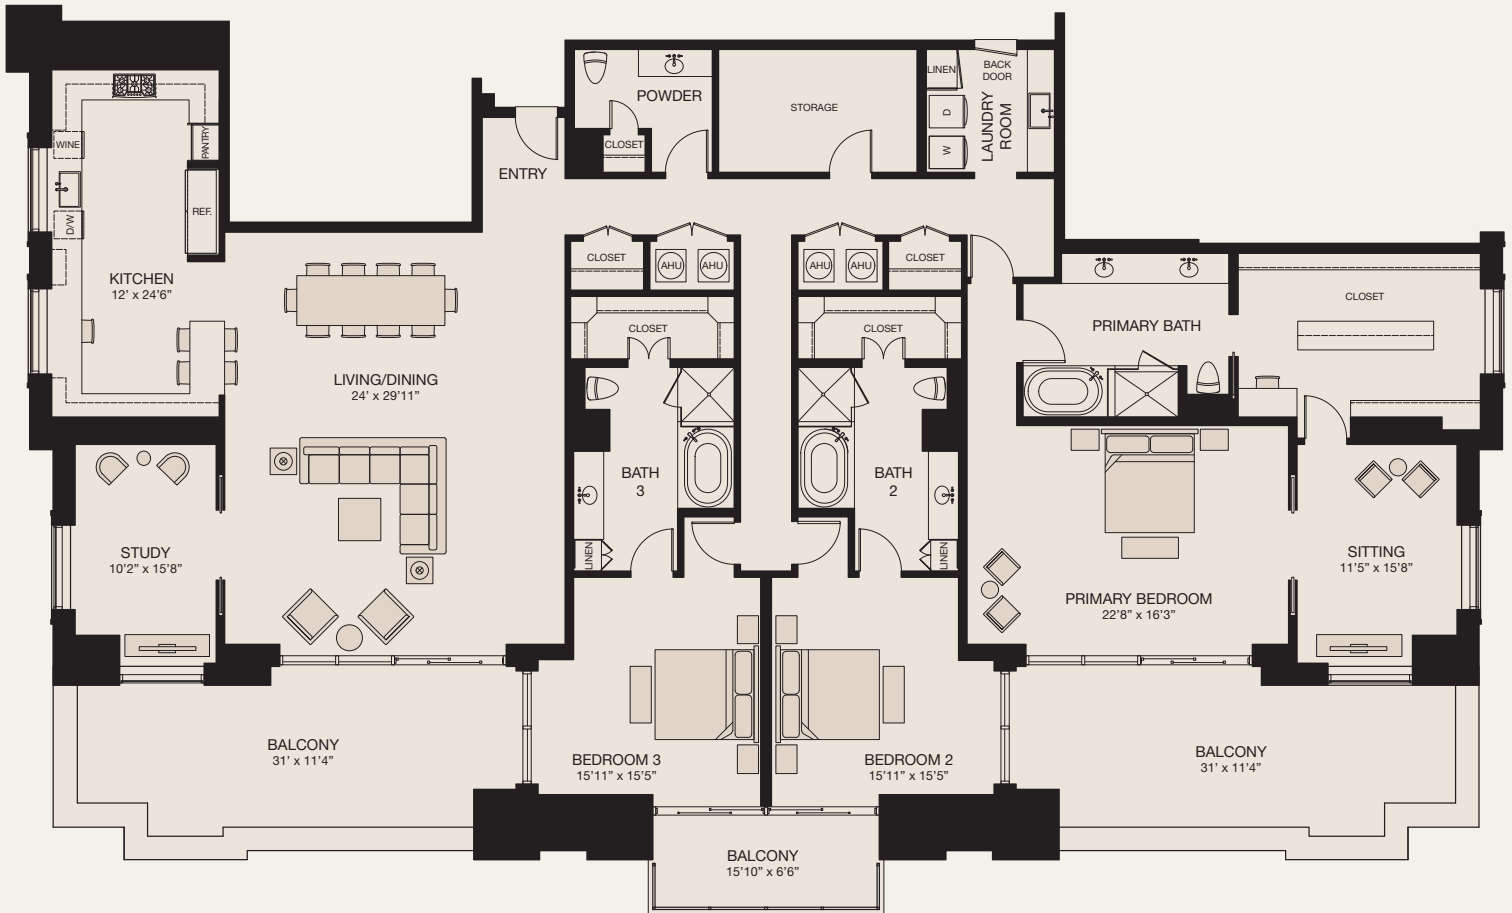 LINEN
BACK
DOOR
POWDER
STORAGE
D
LAUNDRY
ROOM
WINE
PANTRY
CLOSET
W
ENTRY
REF.
D/W
CLOSET
AHU
AHU
AHU
AHU
CLOSET
KITCHEN
12’ x 24’6”
CLOSET
PRIMARY BATH
CLOSET
CLOSET
LIVING/DINING
24’ x 29’11”
BATH
3
BATH
2
STUDY
10’2” x 15’8”
LINEN
LINEN
SITTING
11’5” x 15’8”
PRIMARY BEDROOM
22’8” x 16’3”
BALCONY
31’ x 11’4”
BEDROOM 3
15’11” x 15’5”
BEDROOM 2
15’11” x 15’5”
BALCONY
31’ x 11’4”
BALCONY
15’10” x 6’6”